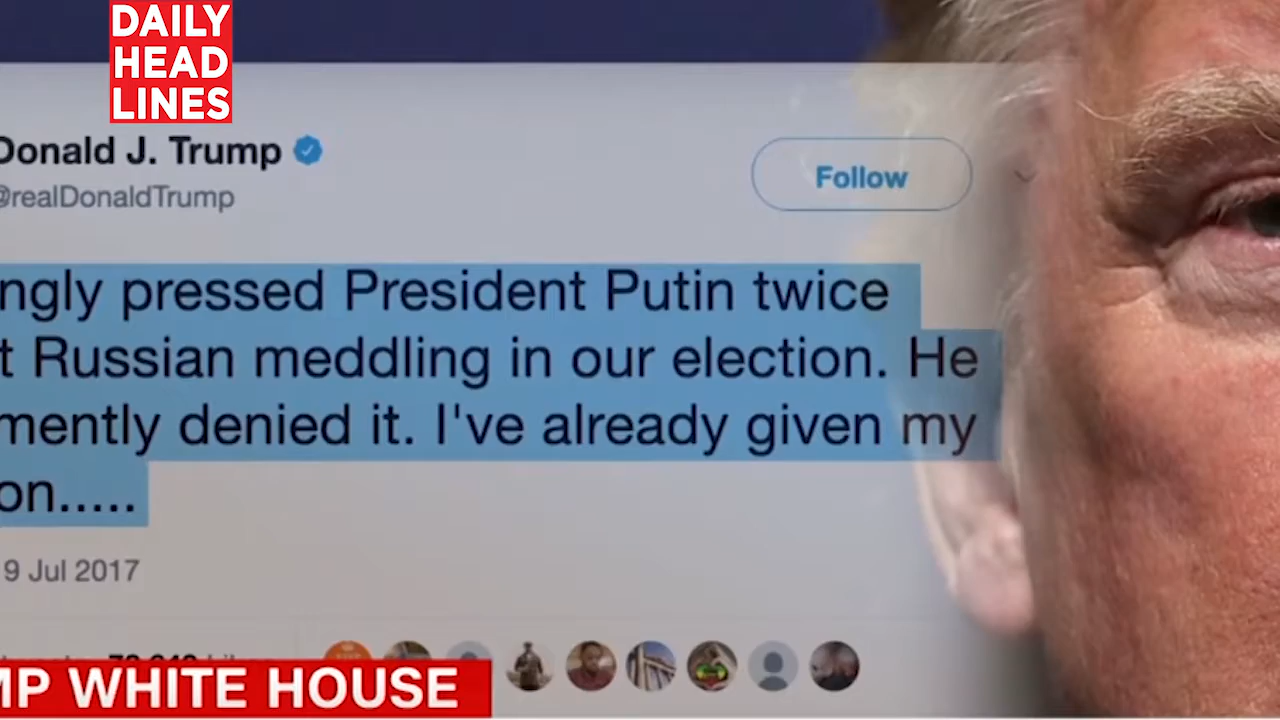 DAILY
HEAD
LINES
Donald J. Trump
@realDonaldTrump
Follow
ngly pressed President Putin twice
t Russian meddling in our election. He
mently denied it. I've already given my
on.....
9 Jul 2017
MP WHITE HOUSE